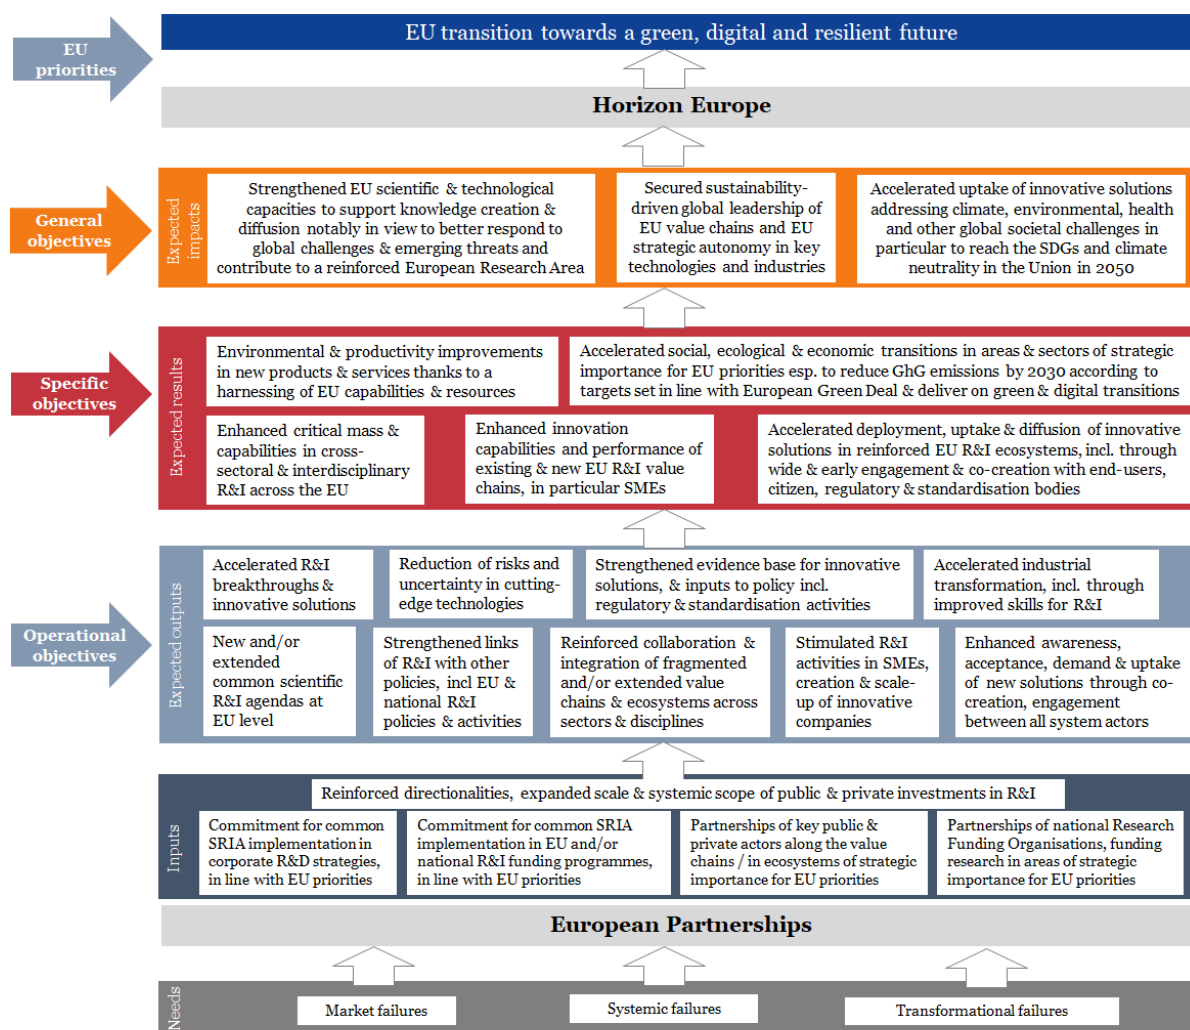 EU
priorities
EU transition towards a green, digital and resilient future
Horizon Europe
General
objectives
Expected
impacts
Strengthened EU scientific & technological
capacities to support knowledge creation &
diffusion notably in view to better respond to
global challenges & emerging threats and
contribute to a reinforced European Research Area
Secured sustainability-
driven global leadership of
EU value chains and EU
strategic autonomy in key
technologies and industries
Accelerated uptake of innovative solutions
addressing climate, environmental, health
and other global societal challenges in
particular to reach the SDGs and climate
neutrality in the Union in 2050
Specific
objectives
Expected results
Environmental & productivity improvements
in new products & services thanks to a
harnessing of EU capabilities & resources
Accelerated social, ecological & economic transitions in areas & sectors of strategic
importance for EU priorities esp. to reduce GhG emissions by 2030 according to
targets set in line with European Green Deal & deliver on green & digital transitions
Enhanced critical mass &
capabilities in cross-
sectoral & interdisciplinary
R&I across the EU
Enhanced innovation
capabilities and performance of
existing & new EU R&I value
chains, in particular SMEs
Accelerated deployment, uptake & diffusion of innovative
solutions in reinforced EU R&I ecosystems, incl. through
wide & early engagement & co-creation with end-users,
citizen, regulatory & standardisation bodies
Operational
objectives
Expected outputs
Accelerated R&I
breakthroughs &
innovative solutions
Reduction of risks and
uncertainty in cutting-
edge technologies
Strengthened evidence base for innovative
solutions, & inputs to policy incl.
regulatory & standardisation activities
Accelerated industrial
transformation, incl. through
improved skills for R&I
New and/or
extended
common scientific
R&I agendas at
EU level
Strengthened links
of R&I with other
policies, incl EU &
national R&I
policies & activities
Reinforced collaboration &
integration of fragmented
and/or extended value
chains & ecosystems across
sectors & disciplines
Stimulated R&I
activities in SMEs,
creation & scale-
up of innovative
companies
Enhanced awareness,
acceptance, demand & uptake
of new solutions through co-
creation, engagement
between all system actors
Inputs
Reinforced directionalities, expanded scale & systemic scope of public & private investments in R&I
Commitment for common
SRIA implementation in
corporate R&D strategies,
in line with EU priorities
Commitment for common SRIA
implementation in EU and/or
national R&I funding programmes,
in line with EU priorities
Partnerships of key public &
private actors along the value
chains / in ecosystems of strategic
importance for EU priorities
Partnerships of national Research
Funding Organisations, funding
research in areas of strategic
importance for EU priorities
European Partnerships
Needs
Market failures
Systemic failures
Transformational failures